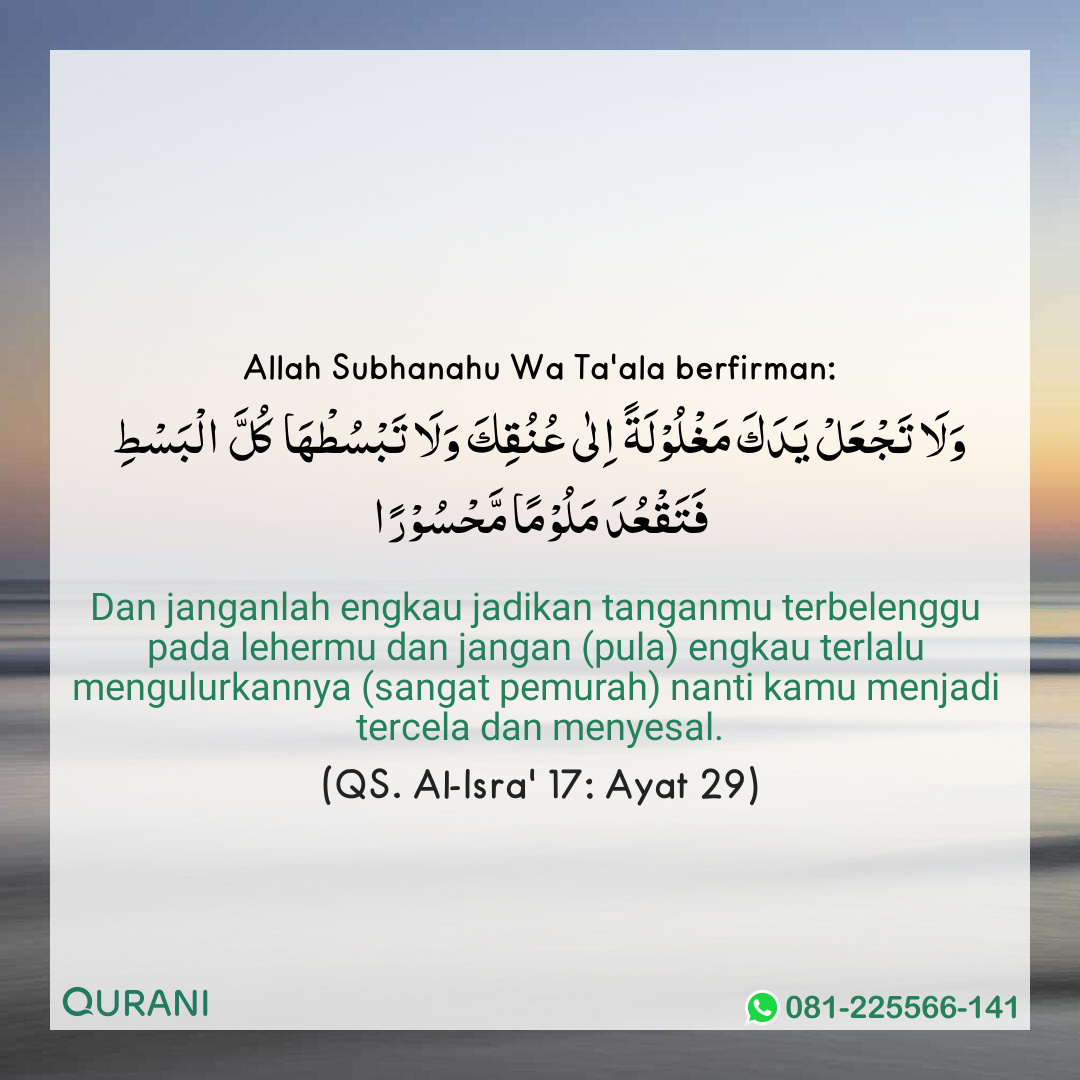 Allah Subhanahu Wa Ta'ala berfirman:
وَلَا تَجْعَلْ يَدَكَ مَغْلُوْلَةً اِلٰى عُنُقِكَ وَلَا تَبْسُطْهَا كُلَّ الْبَسْطِ
فَتَقْعُدَ مَلُوْمًا مَّحْسُوْرًا
Dan janganlah engkau jadikan tanganmu terbelenggu
pada lehermu dan jangan (pula) engkau terlalu
mengulurkannya (sangat pemurah) nanti kamu menjadi
tercela dan menyesal.
(QS. Al-Isra' 17: Ayat 29)
QURANI
081-225566-141